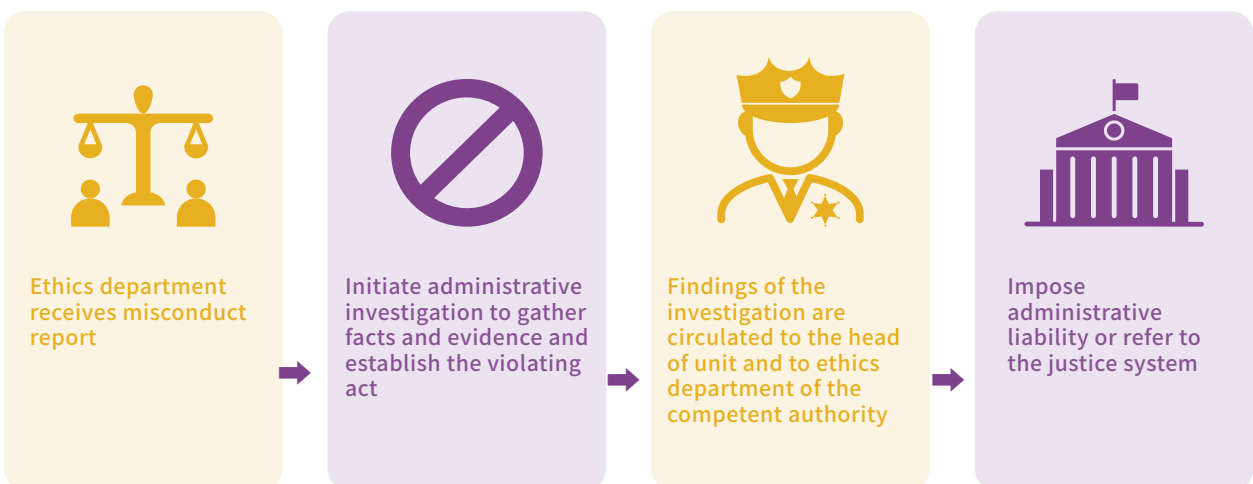 Ethics department
receives misconduct
report
Initiate administrative
investigation to gather
facts and evidence and
establish the violating
act
Findings of the
investigation are
circulated to the head
of unit and to ethics
department of the
competent authority
Impose
administrative
liability or refer to
the justice system